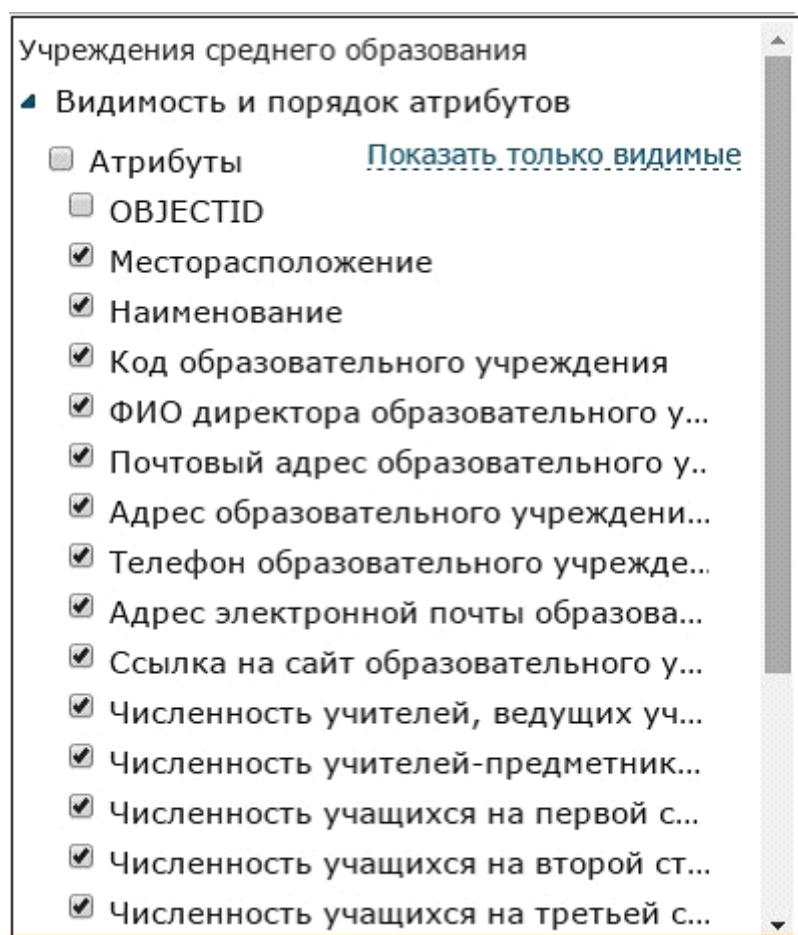 Учреждения среднего образования
Видимость и порядок атрибутов
Атрибуты Показать только видимые
OBJECTID
Месторасположение
Наименование
Код образовательного учреждения
ФИО директора образовательного у...
Почтовый адрес образовательного у..
Адрес образовательного учреждени...
Телефон образовательного учрежде...
Адрес электронной почты образова...
Ссылка на сайт образовательного у...
Численность учителей, ведущих уч...
Численность учителей-предметник...
Численность учащихся на первой с...
Численность учащихся на второй ст...
Численность учащихся на третьей с...